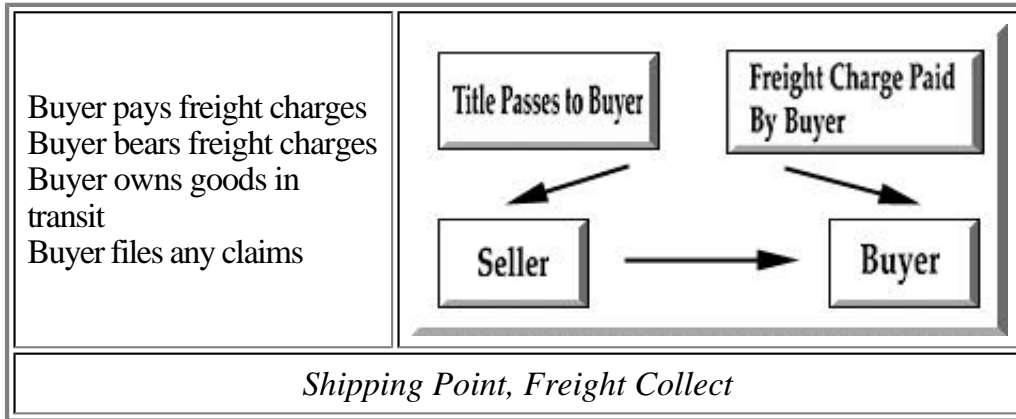 Buyer pays freight charges
Buyer bears freight charges
Buyer owns goods in
transit
Buyer files any claims
Title Passes to Buyer
Freight Charge Paid
By Buyer
Seller
Buyer
Shipping Point, Freight Collect